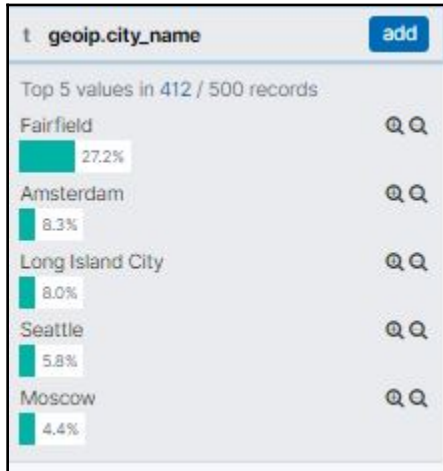 t geoip.city_name add
Top 5 values in 412 / 500 records
Fairfield
27.2%
Amsterdam
8.3%
Long Island City
8.0%
Seattle
5.8%
Moscow
4.4%